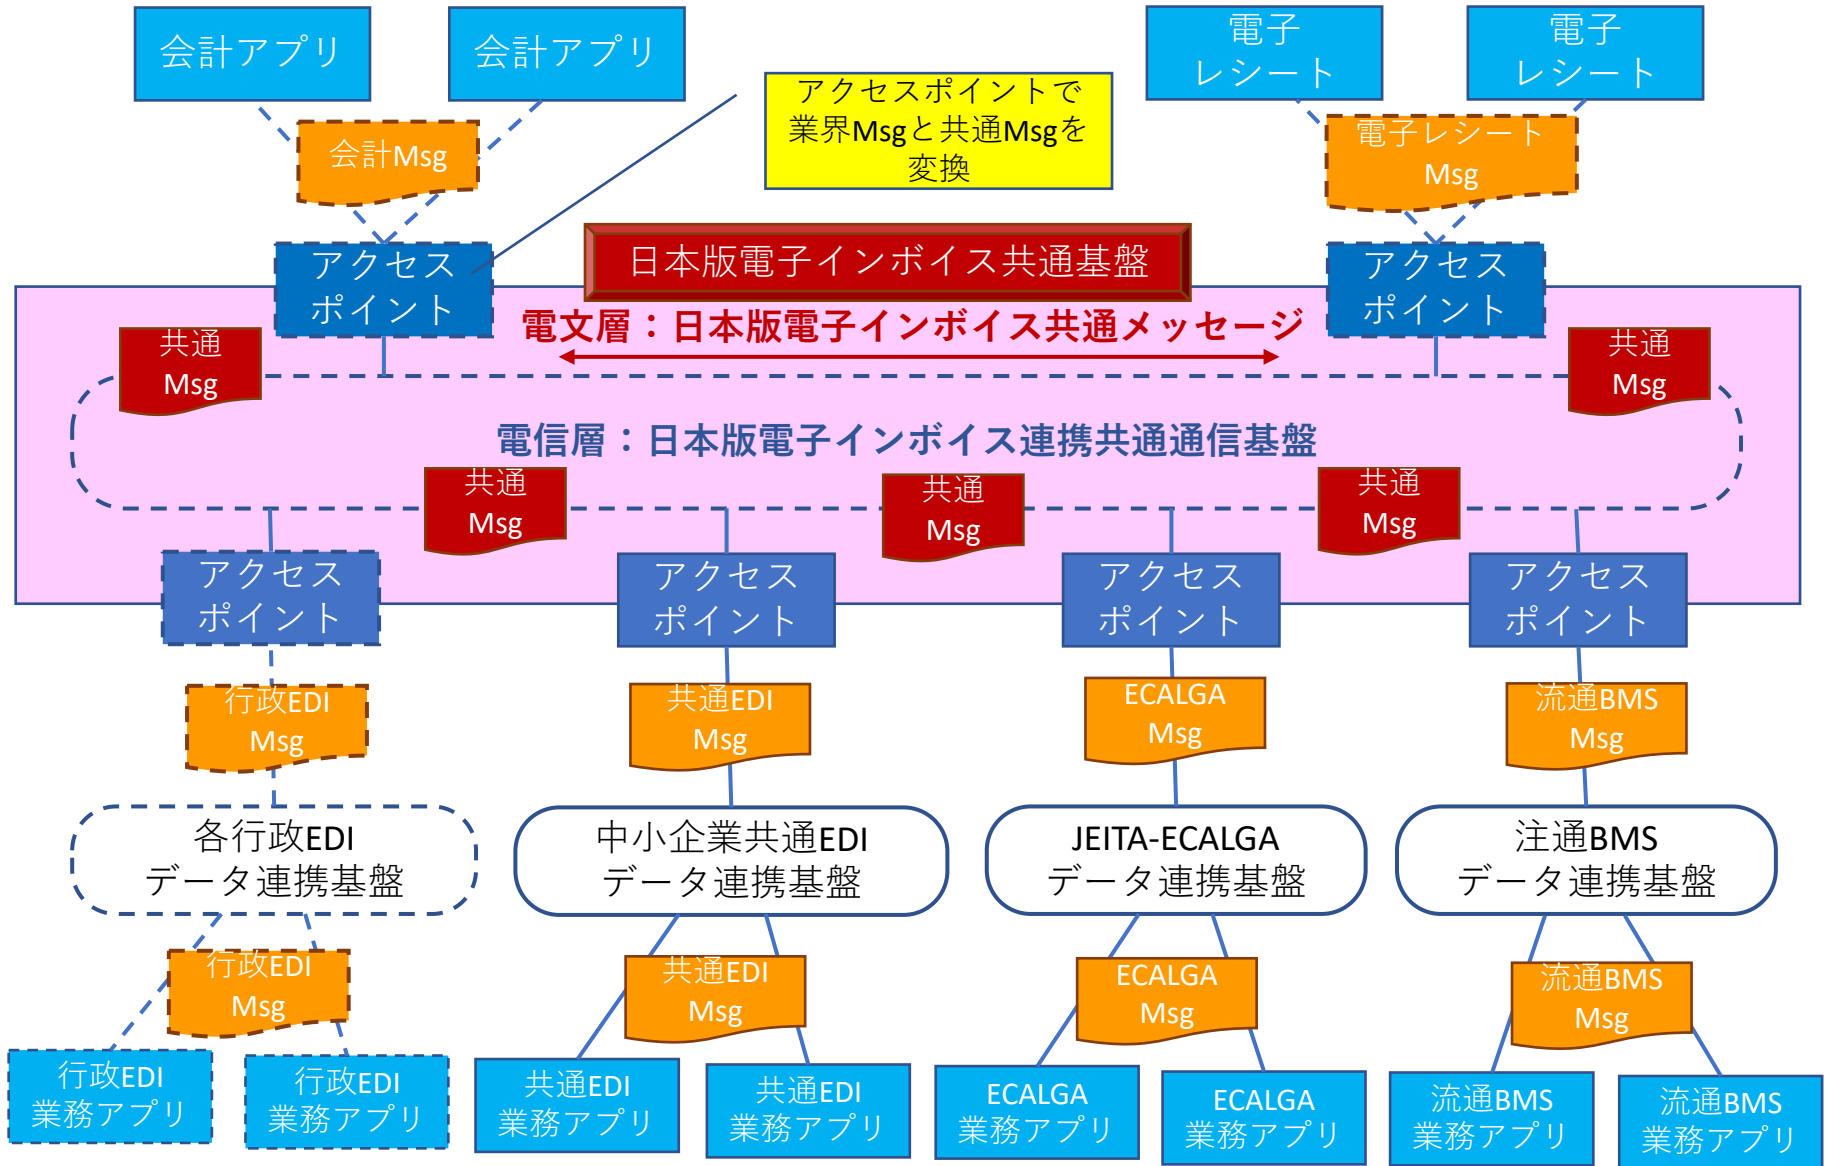 会計アプリ
会計アプリ
電子
レシート
電子
レシート
アクセスポイントで
業界Msgと共通Msgを
変換
会計Msg
電子レシート
Msg
アクセス
ポイント
日本版電子インボイス共通基盤
アクセス
ポイント
電文層：日本版電子インボイス共通メッセージ
共通
Msg
共通
Msg
電信層：日本版電子インボイス連携共通通信基盤
共通
Msg
共通
Msg
共通
Msg
アクセス
ポイント
アクセス
ポイント
アクセス
ポイント
アクセス
ポイント
行政EDI
Msg
共通EDI
Msg
ECALGA
Msg
流通BMS
Msg
各行政EDI
データ連携基盤
中小企業共通EDI
データ連携基盤
JEITA-ECALGA
データ連携基盤
注通BMS
データ連携基盤
行政EDI
Msg
共通EDI
Msg
ECALGA
Msg
流通BMS
Msg
行政EDI
業務アプリ
行政EDI
業務アプリ
共通EDI
業務アプリ
共通EDI
業務アプリ
ECALGA
業務アプリ
ECALGA
業務アプリ
流通BMS
業務アプリ
流通BMS
業務アプリ